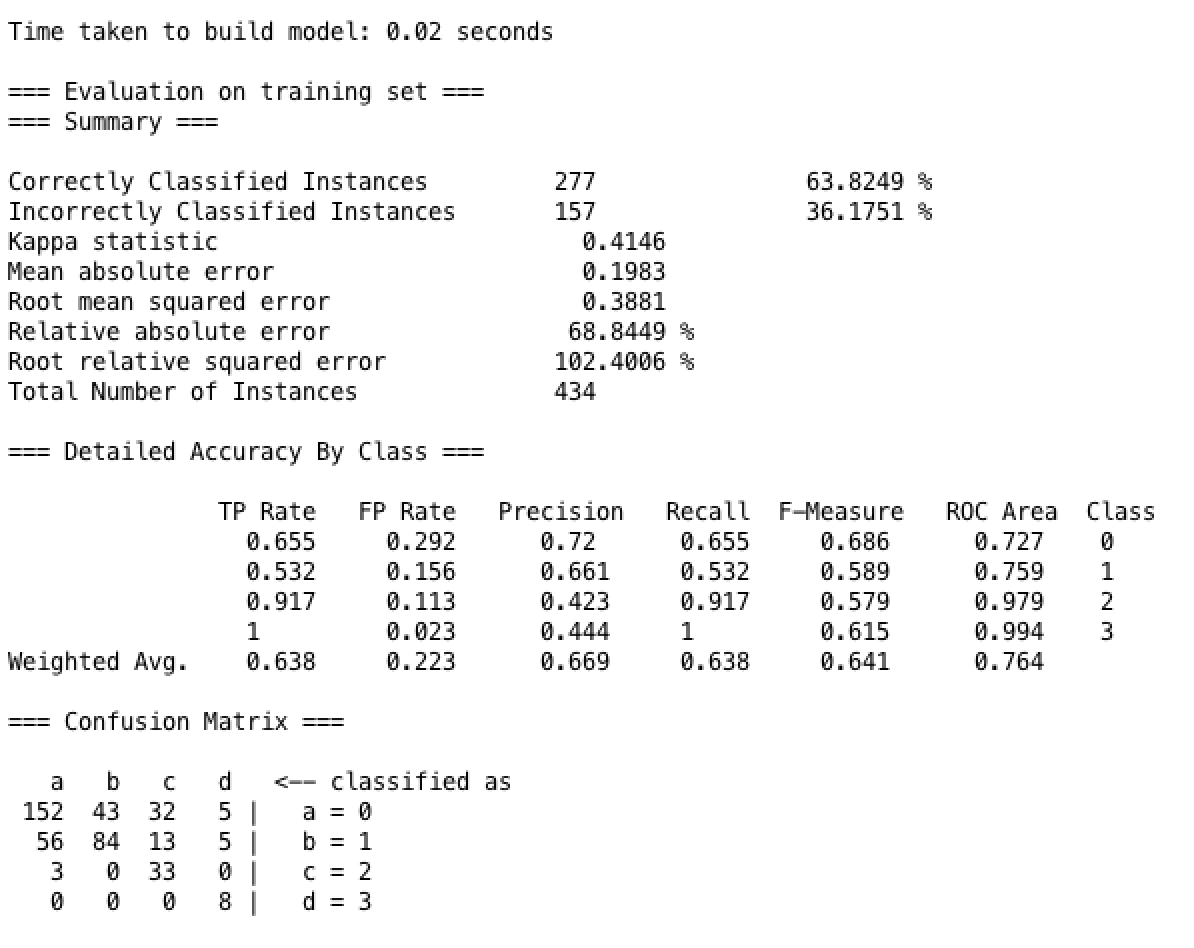 Time taken to build model: 0.02 seconds
=== Evaluation on training set ===
=== Summary ===
Correctly Classified Instances         277               63.8249 %
Incorrectly Classified Instances       157               36.1751 %
Kappa statistic                          0.4146
Mean absolute error                      0.1983
Root mean squared error                  0.3881
Relative absolute error                 68.8449 %
Root relative squared error            102.4006 %
Total Number of Instances              434
=== Detailed Accuracy By Class ===
               TP Rate   FP Rate   Precision   Recall  F-Measure   ROC Area  Class
                 0.655     0.292      0.72      0.655     0.686      0.727    0
                 0.532     0.156      0.661     0.532     0.589      0.759    1
                 0.917     0.113      0.423     0.917     0.579      0.979    2
                 1         0.023      0.444     1         0.615      0.994    3
Weighted Avg.    0.638     0.223      0.669     0.638     0.641      0.764
=== Confusion Matrix ===
   a   b   c   d   <-- classified as
 152  43  32   5 |   a = 0
  56  84  13   5 |   b = 1
   3   0  33   0 |   c = 2
   0   0   0   8 |   d = 3